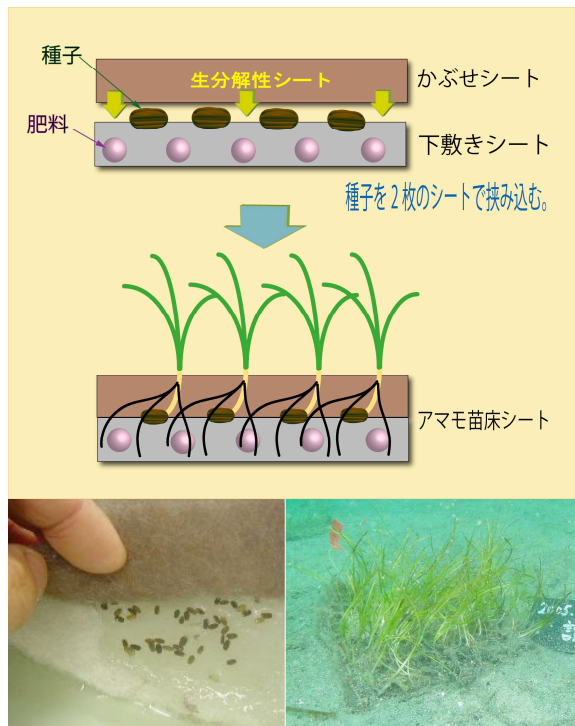 種子
生分解性シート
かぶせシート
肥料
下敷きシート
種子を2枚のシートで挟み込む。
アマモ苗床シート
2005.